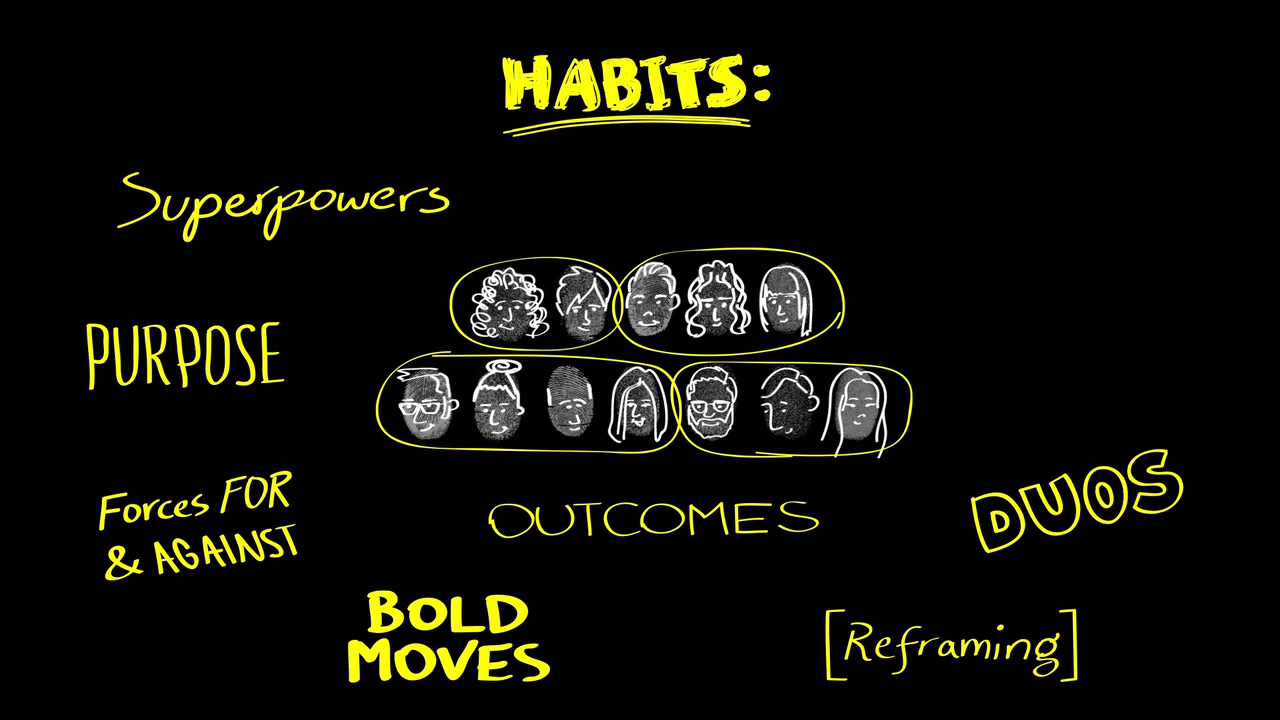 HABITS:
Superpowers
PURPOSE
Forces FOR
& AGAINST
OUTCOMES
DUOS
BOLD
MOVES
[Reframing]